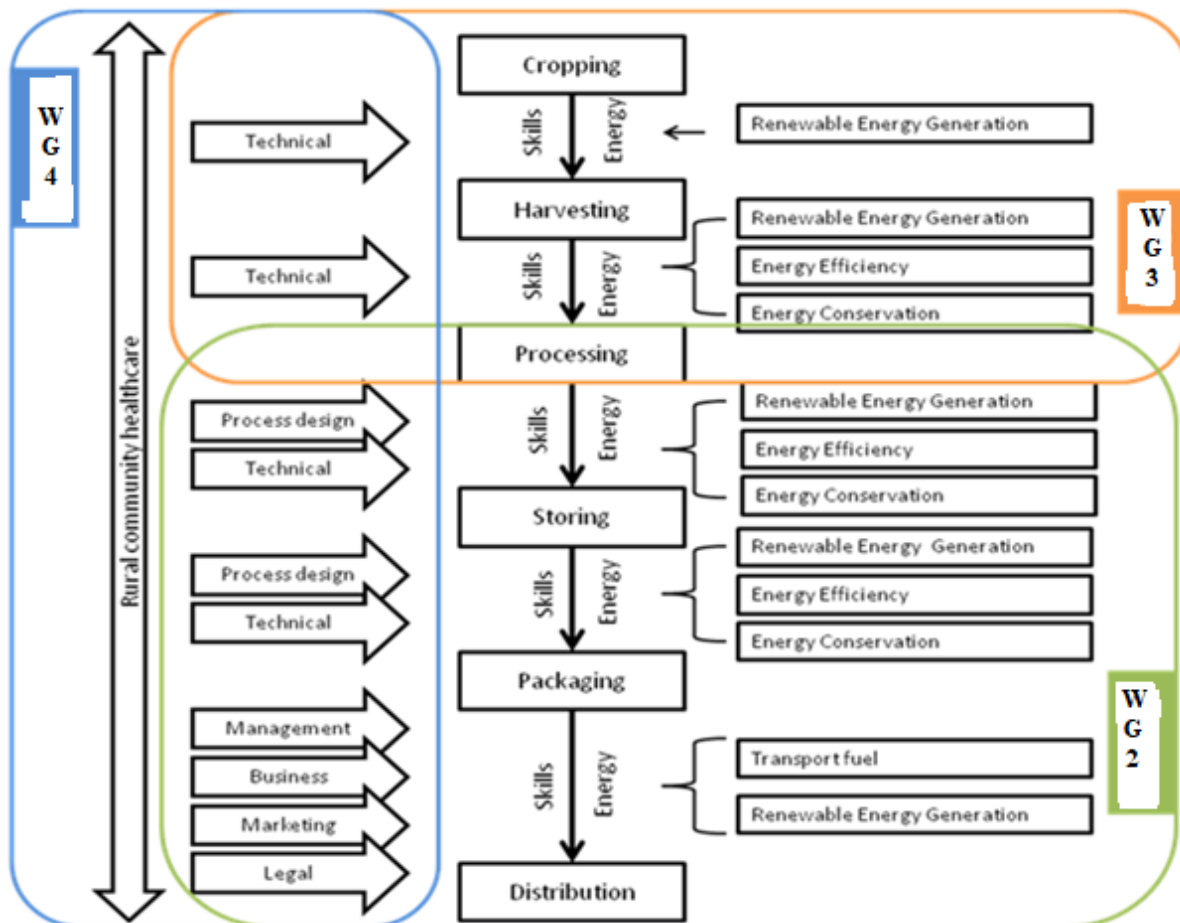 Cropping
W
G
4
Technical
Skills
Energy
Renewable Energy Generation
Harvesting
W
G
3
Technical
Skills
Energy
Renewable Energy Generation
Energy Efficiency
Energy Conservation
Processing
Rural community healthcare
Process design
Technical
Skills
Energy
Renewable Energy Generation
Energy Efficiency
Energy Conservation
Storing
Process design
Technical
Skills
Energy
Renewable Energy Generation
Energy Efficiency
Energy Conservation
Packaging
W
G
2
Management
Business
Marketing
Legal
Skills
Energy
Transport fuel
Renewable Energy Generation
Distribution